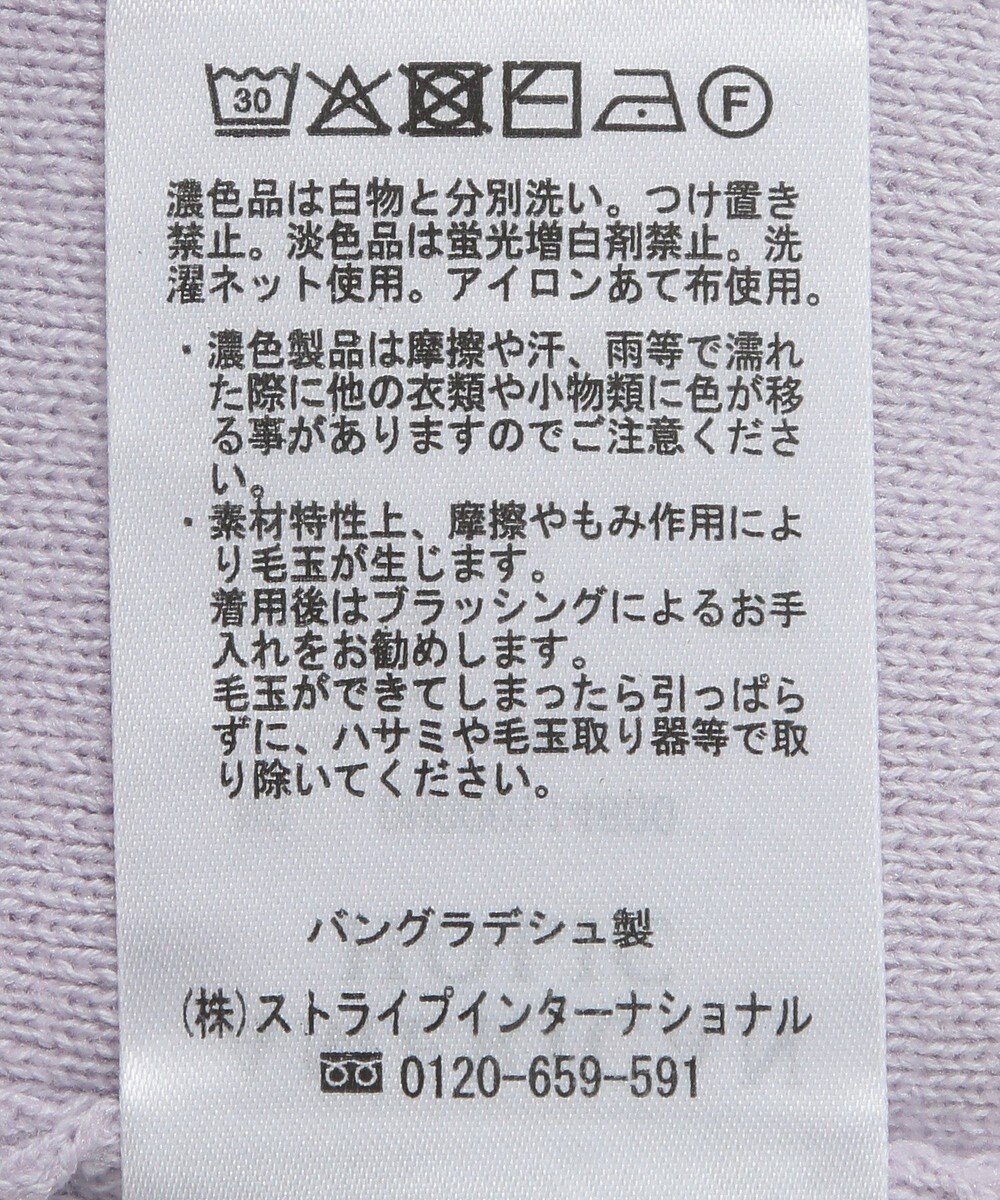 30 F
濃色品は白物と分別洗い。つけ置き
禁止。淡色品は蛍光増白剤禁止。洗
濯ネット使用。アイロンあて布使用。
・濃色製品は摩擦や汗、雨等で濡れ
た際に他の衣類や小物類に色が移
る事がありますのでご注意くださ
い。
・素材特性上、摩擦やもみ作用によ
り毛玉が生じます。
着用後はブラッシングによるお手
入れをお勧めします。
毛玉ができてしまったら引っぱら
ずに、ハサミや毛玉取り器等で取
り除いてください。
バングラデシュ製
(株)ストライプインターナショナル
0120-659-591